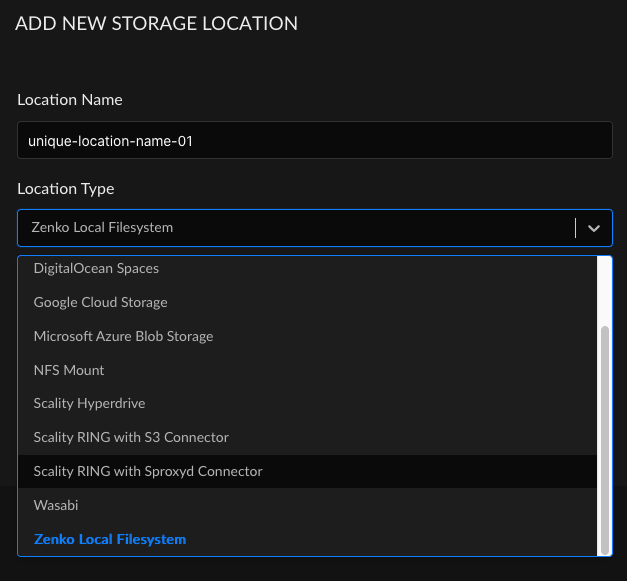 ADD NEW STORAGE LOCATION
Location Name
unique-location-name-01
Location Type
Zenko Local Filesystem
DigitalOcean Spaces
Google Cloud Storage
Microsoft Azure Blob Storage
NFS Mount
Scality Hyperdrive
Scality RING with S3 Connector
Scality RING with Sproxyd Connector
Wasabi
Zenko Local Filesystem